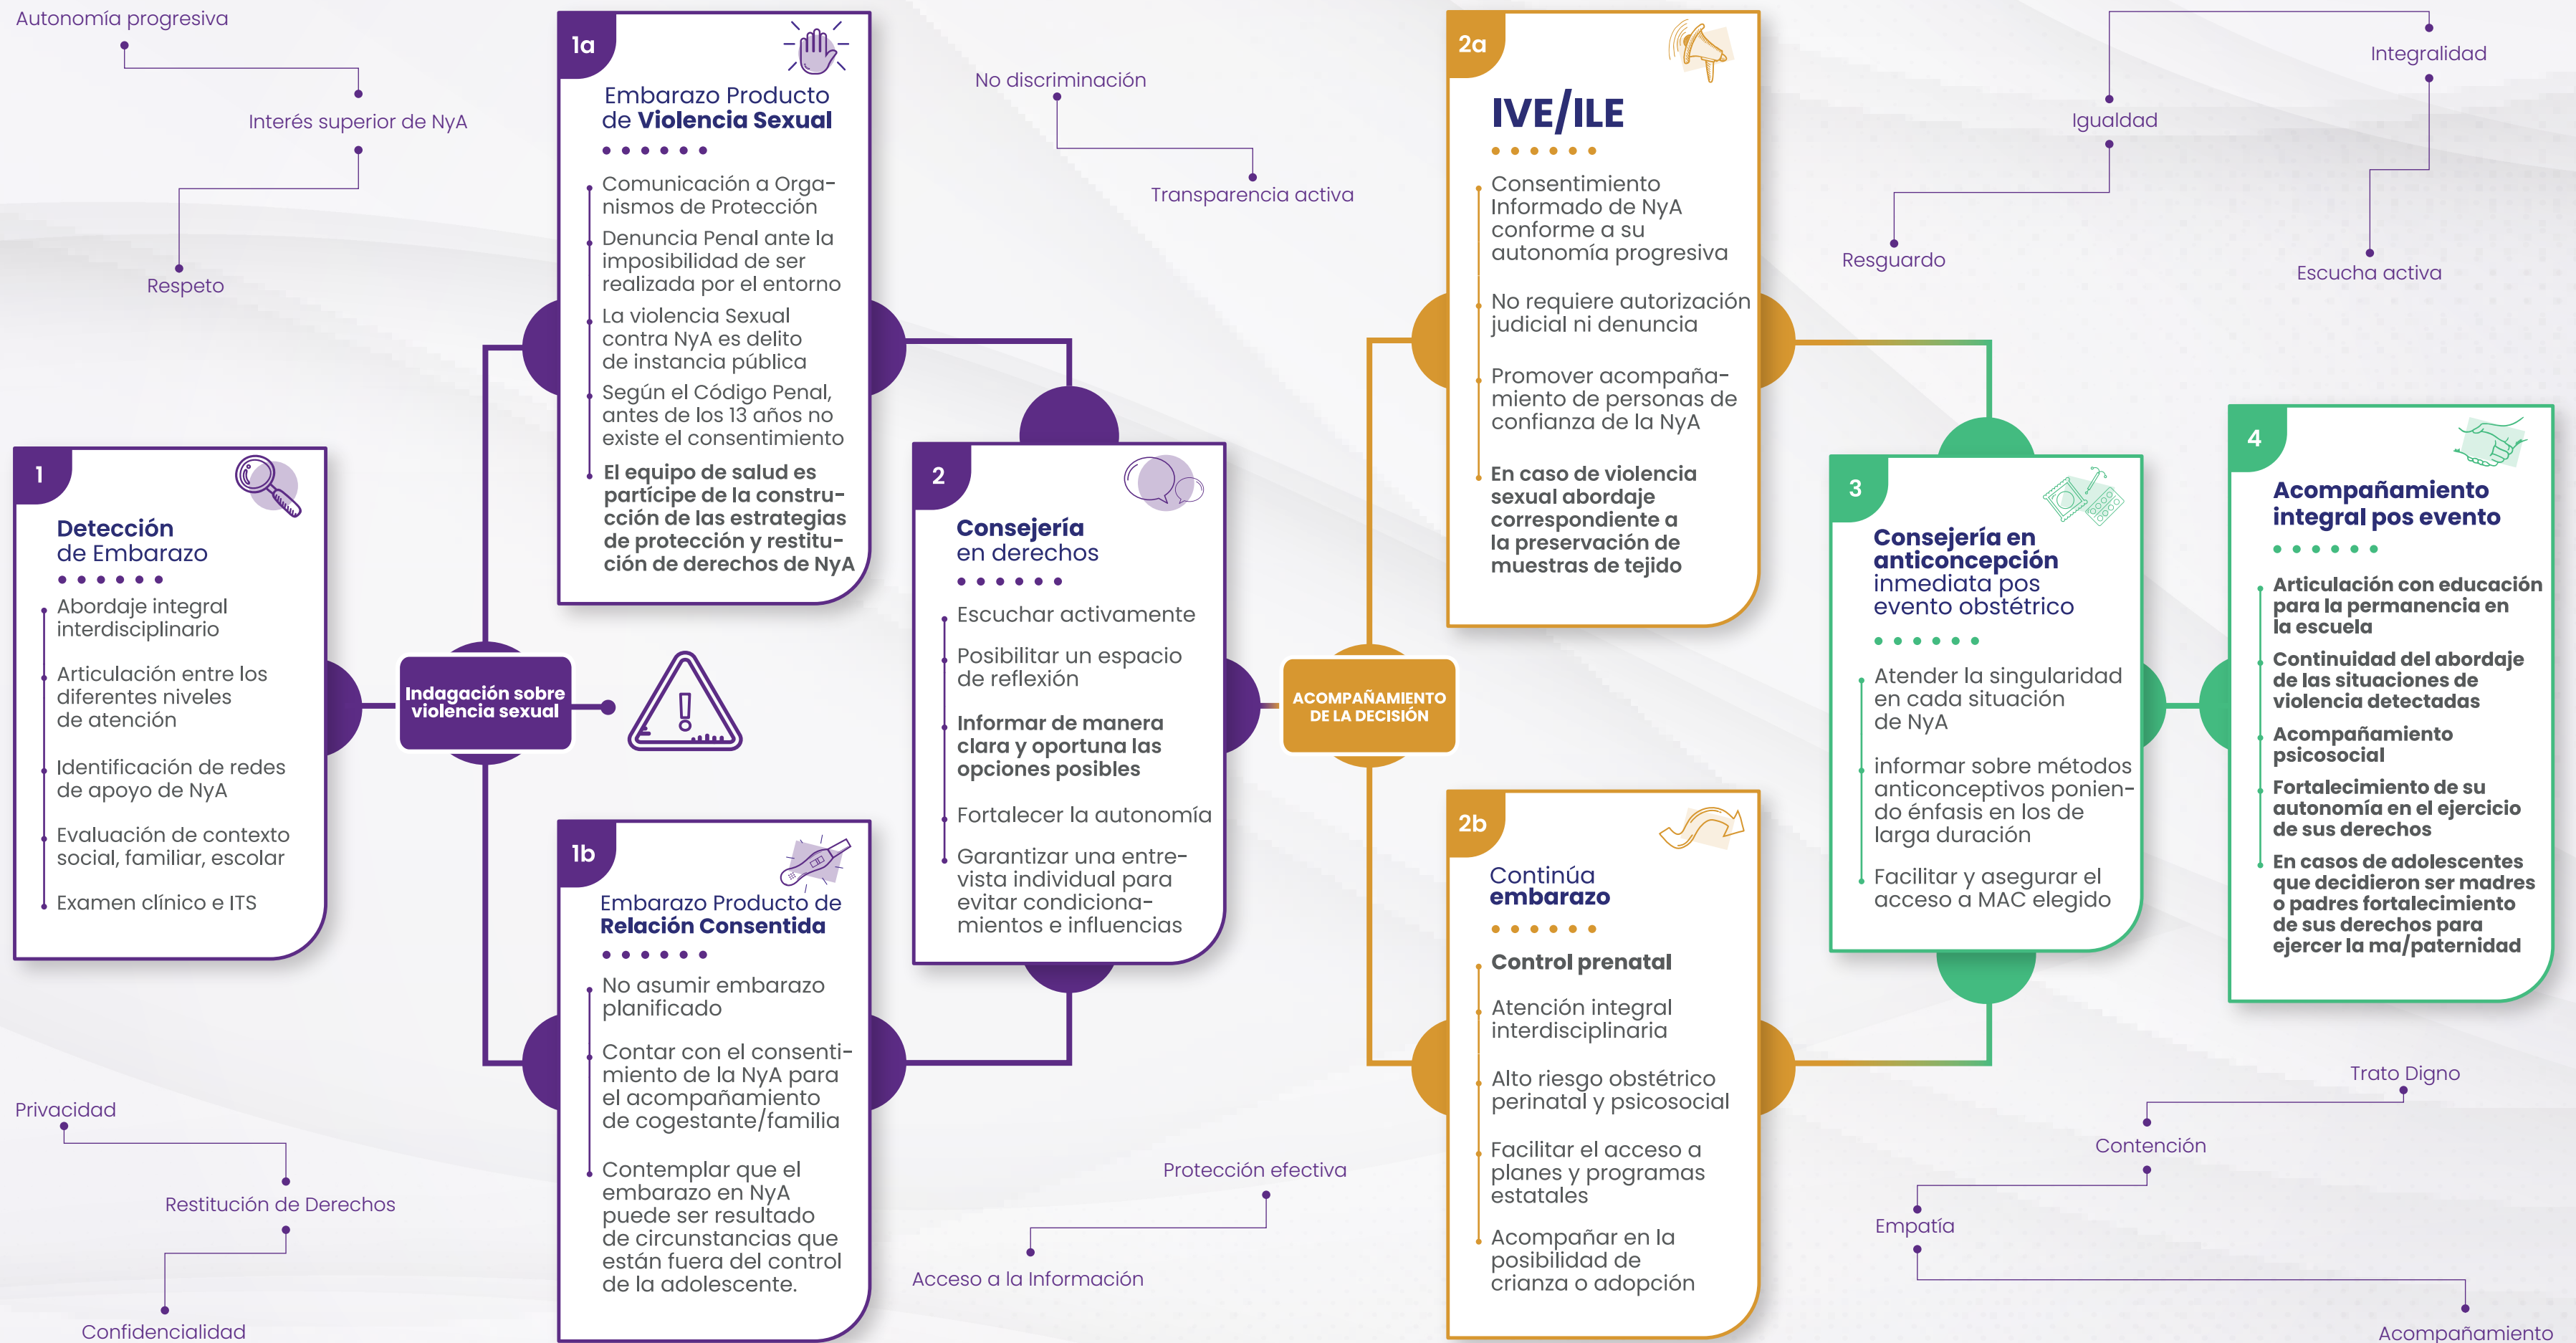 Autonomía progresiva
Interés superior de NyA
Respeto
1
Detección
de Embarazo
Abordaje integral
interdisciplinario
Articulación entre los
diferentes niveles
de atención
Identificación de redes
de apoyo de NyA
Evaluación de contexto
social, familiar, escolar
Examen clínico e ITS
Privacidad
Restitución de Derechos
Confidencialidad
Indagación sobre
violencia sexual
!
1a
Embarazo Producto
de Violencia Sexual
Comunicación a Orga-
nismos de Protección
Denuncia Penal ante la
imposibilidad de ser
realizada por el entorno
La violencia Sexual
contra NyA es delito
de instancia pública
Según el Código Penal,
antes de los 13 años no
existe el consentimiento
El equipo de salud es
partícipe de la constru-
cción de las estrategias
de protección y restitu-
ción de derechos de NyA
1b
Embarazo Producto de
Relación Consentida
No asumir embarazo
planificado
Contar con el consenti-
miento de la NyA para
el acompañamiento
de cogestante/familia
Contemplar que el
embarazo en NyA
puede ser resultado
de circunstancias que
están fuera del control
de la adolescente.
No discriminación
Transparencia activa
2
Consejería
en derechos
Escuchar activamente
Posibilitar un espacio
de reflexión
Informar de manera
clara y oportuna las
opciones posibles
Fortalecer la autonomía
Garantizar una entre-
vista individual para
evitar condiciona-
mientos e influencias
Protección efectiva
Acceso a la Información
ACOMPAÑAMIENTO
DE LA DECISIÓN
2a
IVE/ILE
Consentimiento
Informado de NyA
conforme a su
autonomía progresiva
No requiere autorización
judicial ni denuncia
Promover acompaña-
miento de personas de
confianza de la NyA
En caso de violencia
sexual abordaje
correspondiente a
la preservación de
muestras de tejido
2b
Continúa
embarazo
Control prenatal
Atención integral
interdisciplinaria
Alto riesgo obstétrico
perinatal y psicosocial
Facilitar el acceso a
planes y programas
estatales
Acompañar en la
posibilidad de
crianza o adopción
Integralidad
Igualdad
Resguardo
Escucha activa
3
Consejería en
anticoncepción
inmediata pos
evento obstétrico
Atender la singularidad
en cada situación
de NyA
informar sobre métodos
anticonceptivos ponien-
do énfasis en los de
larga duración
Facilitar y asegurar el
acceso a MAC elegido
4
Acompañamiento
integral pos evento
Articulación con educación
para la permanencia en
la escuela
Continuidad del abordaje
de las situaciones de
violencia detectadas
Acompañamiento
psicosocial
Fortalecimiento de su
autonomía en el ejercicio
de sus derechos
En casos de adolescentes
que decidieron ser madres
o padres fortalecimiento
de sus derechos para
ejercer la ma/paternidad
Trato Digno
Contención
Empatía
Acompañamiento